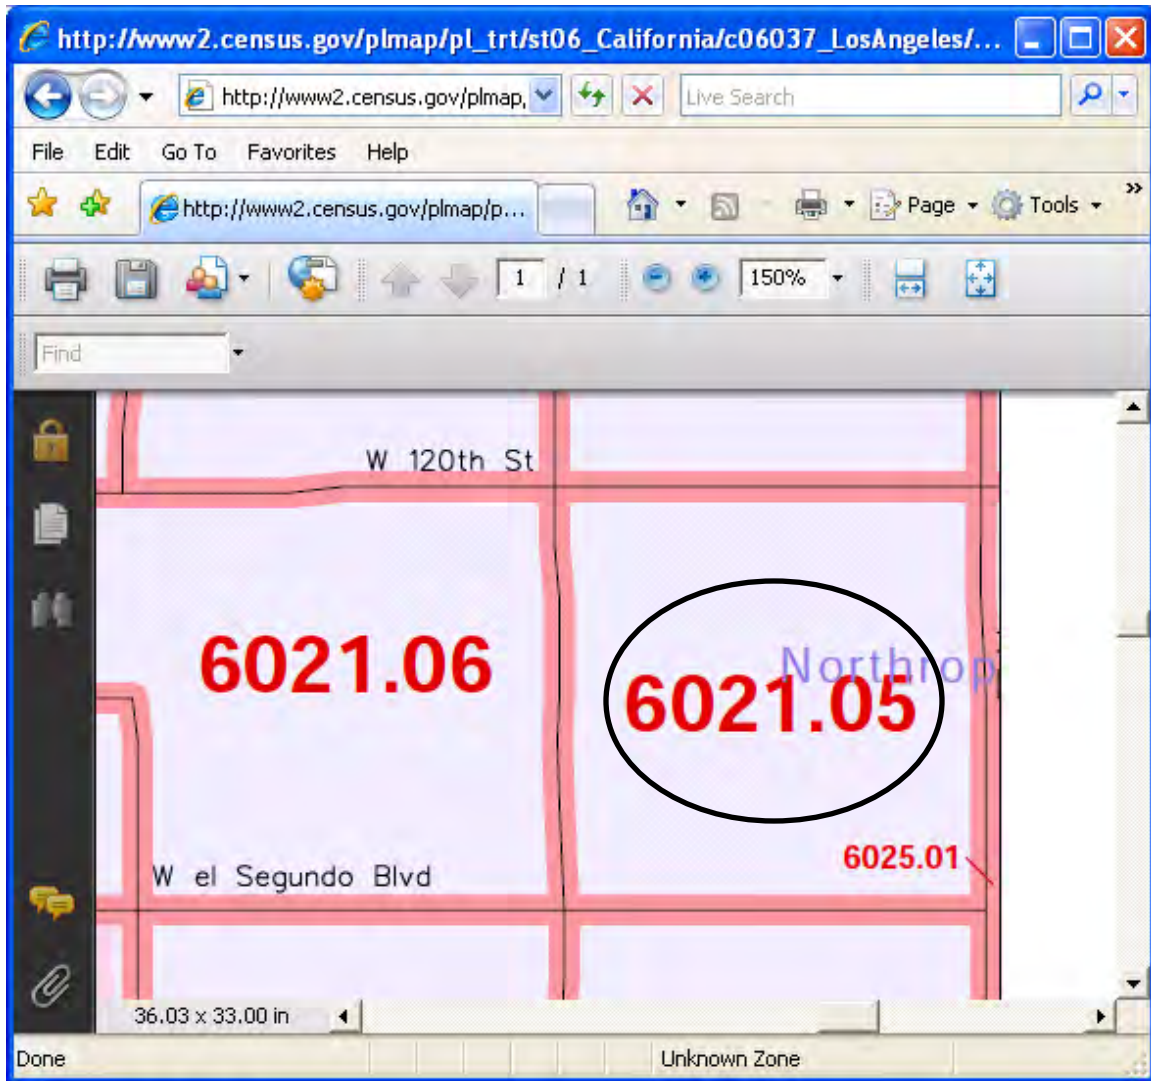 http://www2.census.gov/plmap/pl_trt/st06_California/c06037_LosAngeles/...
http://www2.census.gov/plmap, Live Search
File Edit Go To Favorites Help
http://www2.census.gov/plmap/p... Page Tools »
1 / 1 150%
Find
W 120th St
Northrop
6021.06
6021.05
6025.01
W el Segundo Blvd
36.03 x 33.00 in
Done Unknown Zone